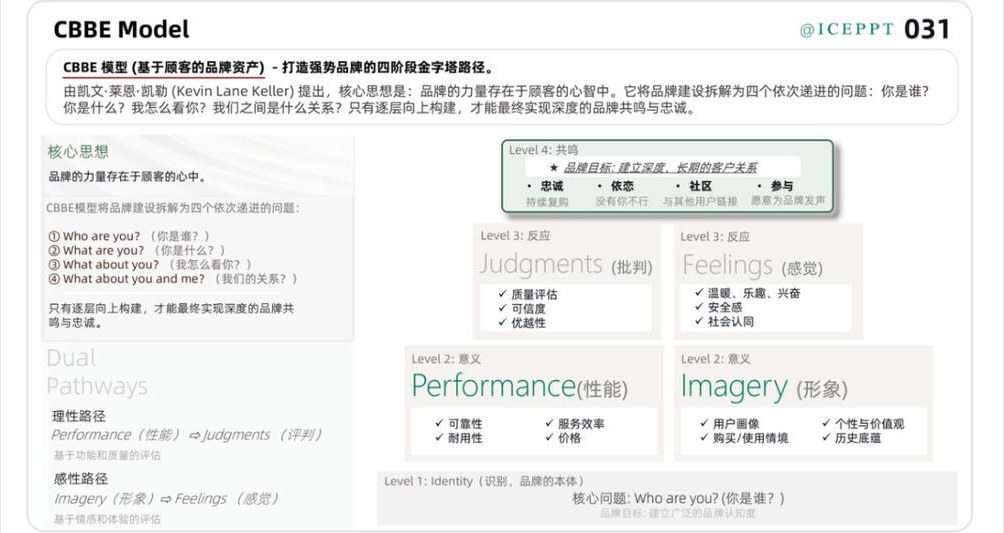 CBBE Model
@ICEPPT 031
CBBE 模型 (基于顾客的品牌资产) - 打造强势品牌的四阶段金字塔路径。
由凯文·莱恩·凯勒 (Kevin Lane Keller) 提出，核心思想是：品牌的力量存在于顾客的心智中。它将品牌建设拆解为四个依次递进的问题：你是谁？
你是什么？我怎么看你？我们之间是什么关系？只有逐层向上构建，才能最终实现深度的品牌共鸣与忠诚。
核心思想
品牌的力量存在于顾客的心中。
CBBE模型将品牌建设拆解为四个依次递进的问题：
① Who are you? （你是谁？）
② What are you? （你是什么？）
③ What about you? （我怎么看你？）
④ What about you and me? （我们的关系？）
只有逐层向上构建，才能最终实现深度的品牌共
鸣与忠诚。
Dual
Pathways
理性路径
Performance（性能） ⇨Judgments （评判）
基于功能和质量的评估
感性路径
Imagery（形象）⇨ Feelings （感觉）
基于情感和体验的评估
Level 4: 共鸣
★ 品牌目标: 建立深度、长期的客户关系
• 忠诚 • 依恋 • 社区 • 参与
持续复购 没有你不行 与其他用户链接 愿意为品牌发声
Level 3: 反应
Judgments (批判)
✓ 质量评估
✓ 可信度
✓ 优越性
Level 3: 反应
Feelings (感觉)
✓ 温暖、乐趣、兴奋
✓ 安全感
✓ 社会认同
Level 2: 意义
Performance(性能)
✓ 可靠性 ✓ 服务效率
✓ 耐用性 ✓ 价格
Level 2: 意义
Imagery (形象)
✓ 用户画像 ✓ 个性与价值观
✓ 购买/使用情境 ✓ 历史底蕴
Level 1: Identity（识别，品牌的本体）
核心问题: Who are you? (你是谁？)
品牌目标: 建立广泛的品牌认知度